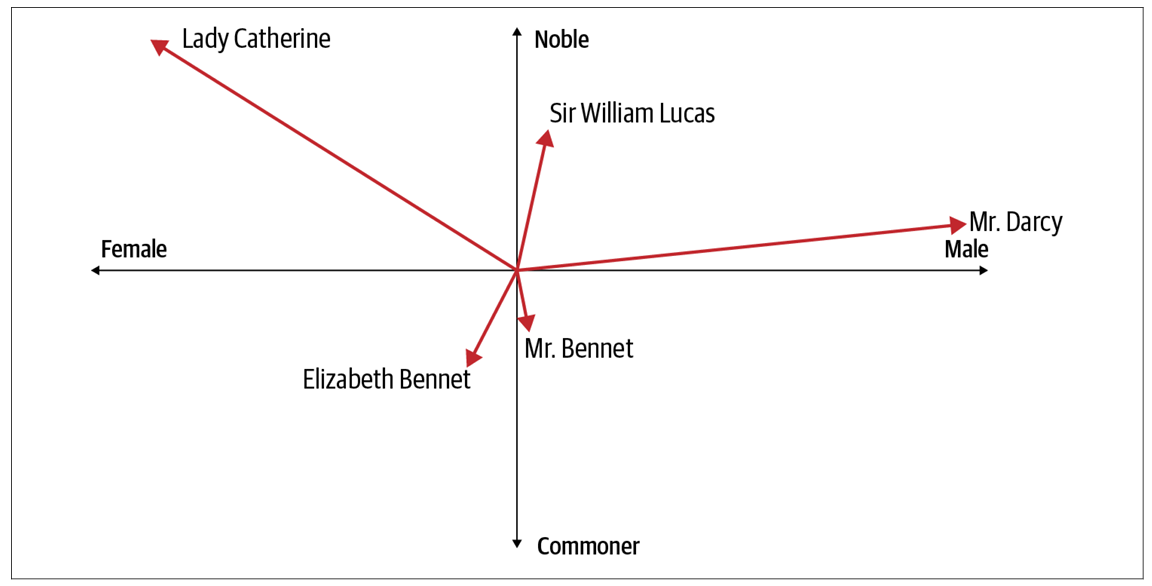 Lady Catherine
Noble
Sir William Lucas
Mr. Darcy
Female
Male
Mr. Bennet
Elizabeth Bennet
Commoner